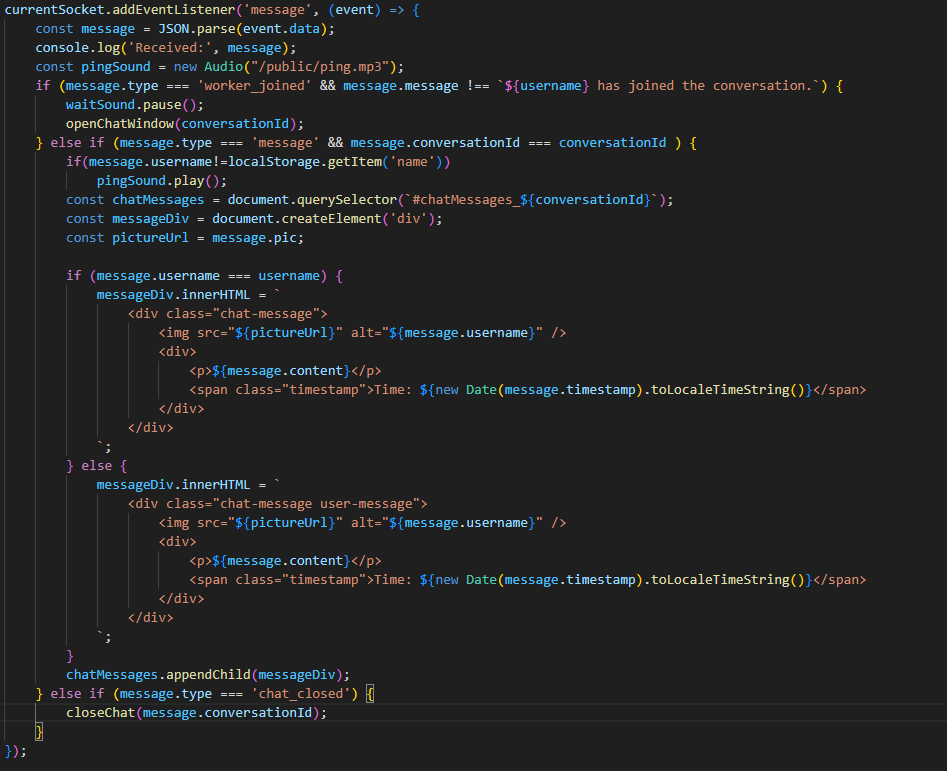 currentSocket.addEventListener('message', (event) => {
    const message = JSON.parse(event.data);
    console.log('Received:', message);
    const pingSound = new Audio("/public/ping.mp3");
    if (message.type === 'worker_joined' && message.message !== `${username} has joined the conversation.`) {
        waitSound.pause();
        openChatWindow(conversationId);
    } else if (message.type === 'message' && message.conversationId === conversationId ) {
        if(message.username!=localStorage.getItem('name'))
            pingSound.play();
        const chatMessages = document.querySelector(`#chatMessages_${conversationId}`);
        const messageDiv = document.createElement('div');
        const pictureUrl = message.pic;

        if (message.username === username) {
            messageDiv.innerHTML = `
                <div class="chat-message">
                    <img src="${pictureUrl}" alt="${message.username}" />
                    <div>
                        <p>${message.content}</p>
                        <span class="timestamp">Time: ${new Date(message.timestamp).toLocaleTimeString()}</span>
                    </div>
                </div>
            `;
        } else {
            messageDiv.innerHTML = `
                <div class="chat-message user-message">
                    <img src="${pictureUrl}" alt="${message.username}" />
                    <div>
                        <p>${message.content}</p>
                        <span class="timestamp">Time: ${new Date(message.timestamp).toLocaleTimeString()}</span>
                    </div>
                </div>
            `;
        }
        chatMessages.appendChild(messageDiv);
    } else if (message.type === 'chat_closed') {
        closeChat(message.conversationId);
    }
});